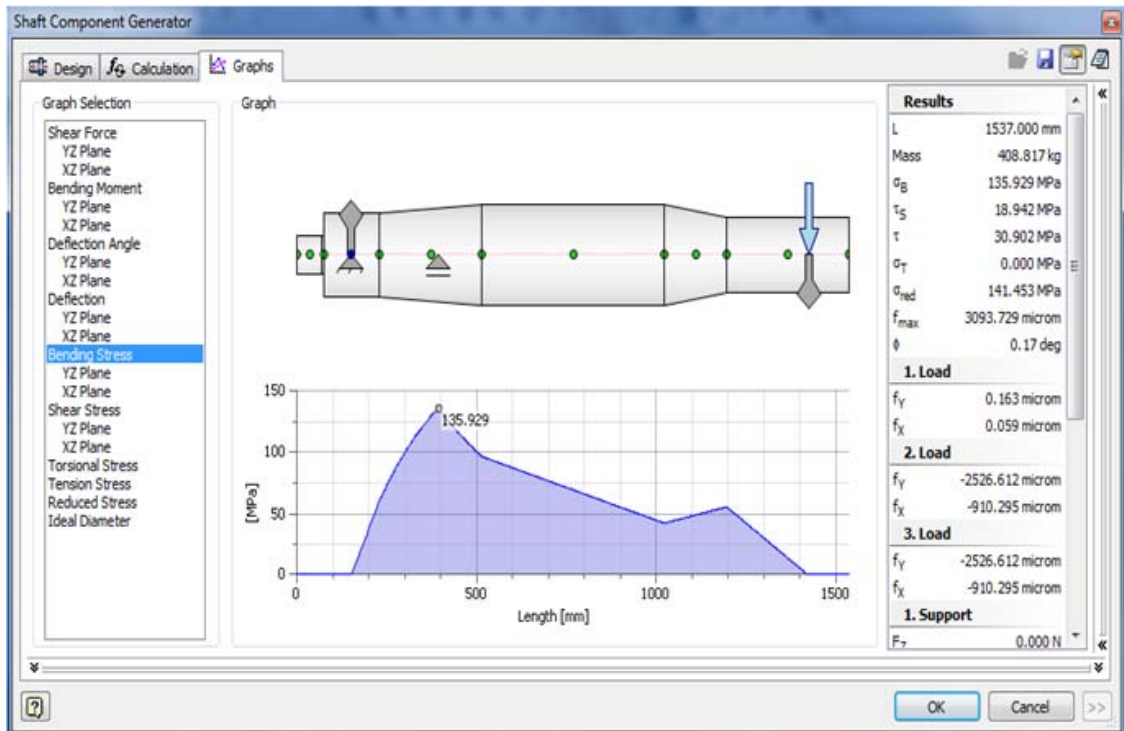 Shaft Component Generator
Design
Calculation
Graphs
Graph Selection
Shear Force
YZ Plane
XZ Plane
Bending Moment
YZ Plane
XZ Plane
Deflection Angle
YZ Plane
XZ Plane
Deflection
YZ Plane
XZ Plane
Bending Stress
YZ Plane
XZ Plane
Shear Stress
YZ Plane
XZ Plane
Torsional Stress
Tension Stress
Reduced Stress
Ideal Diameter
Graph
150
135.929
100
[MPa]
50
0
0 500 1000 1500
Length [mm]
Results
L 1537.000 mm
Mass 408.817 kg
σB 135.929 MPa
τS 18.942 MPa
τ 30.902 MPa
σT 0.000 MPa
σred 141.453 MPa
fmax 3093.729 microm
φ 0.17 deg
1. Load
fY 0.163 microm
fX 0.059 microm
2. Load
fY -2526.612 microm
fX -910.295 microm
3. Load
fY -2526.612 microm
fX -910.295 microm
1. Support
0.000 N
OK
Cancel
>>